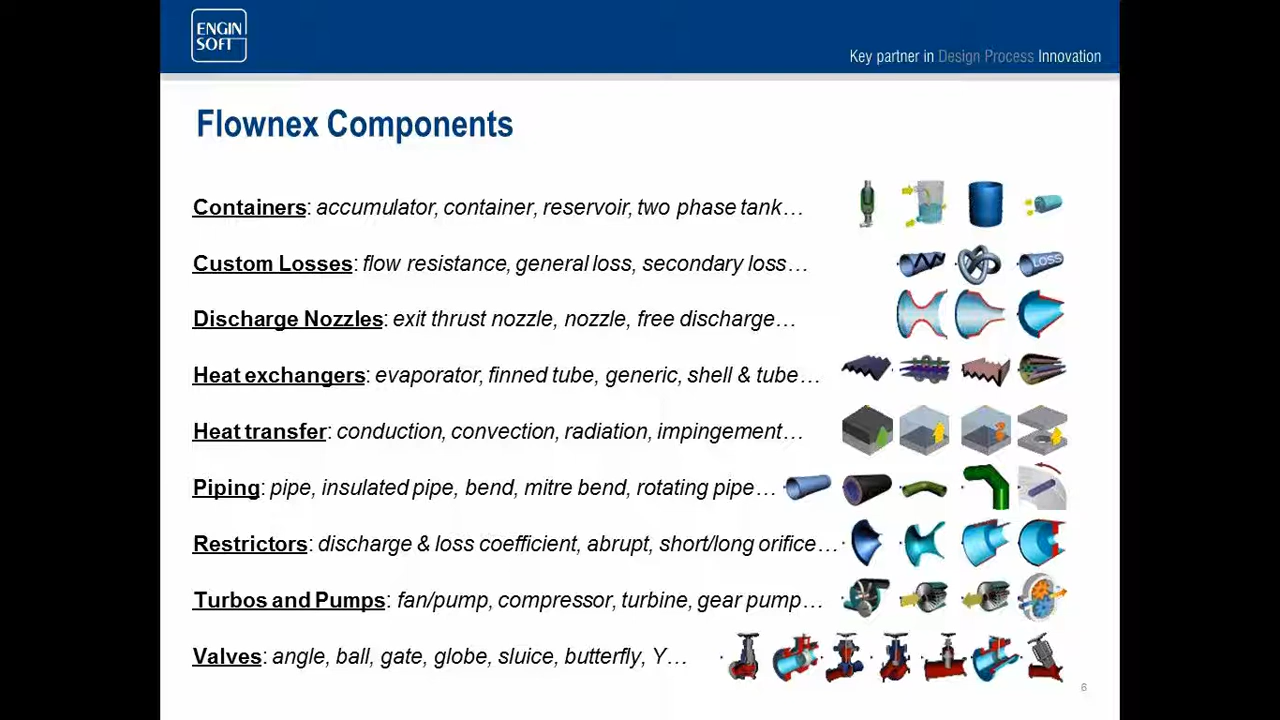 ENGIN
SOFT
Key partner in Design Process Innovation
Flownex Components
Containers: accumulator, container, reservoir, two phase tank…
Custom Losses: flow resistance, general loss, secondary loss…
LOSS
Discharge Nozzles: exit thrust nozzle, nozzle, free discharge…
Heat exchangers: evaporator, finned tube, generic, shell & tube…
Heat transfer: conduction, convection, radiation, impingement…
Piping: pipe, insulated pipe, bend, mitre bend, rotating pipe…
Restrictors: discharge & loss coefficient, abrupt, short/long orifice…
Turbos and Pumps: fan/pump, compressor, turbine, gear pump…
Valves: angle, ball, gate, globe, sluice, butterfly, Y…
6